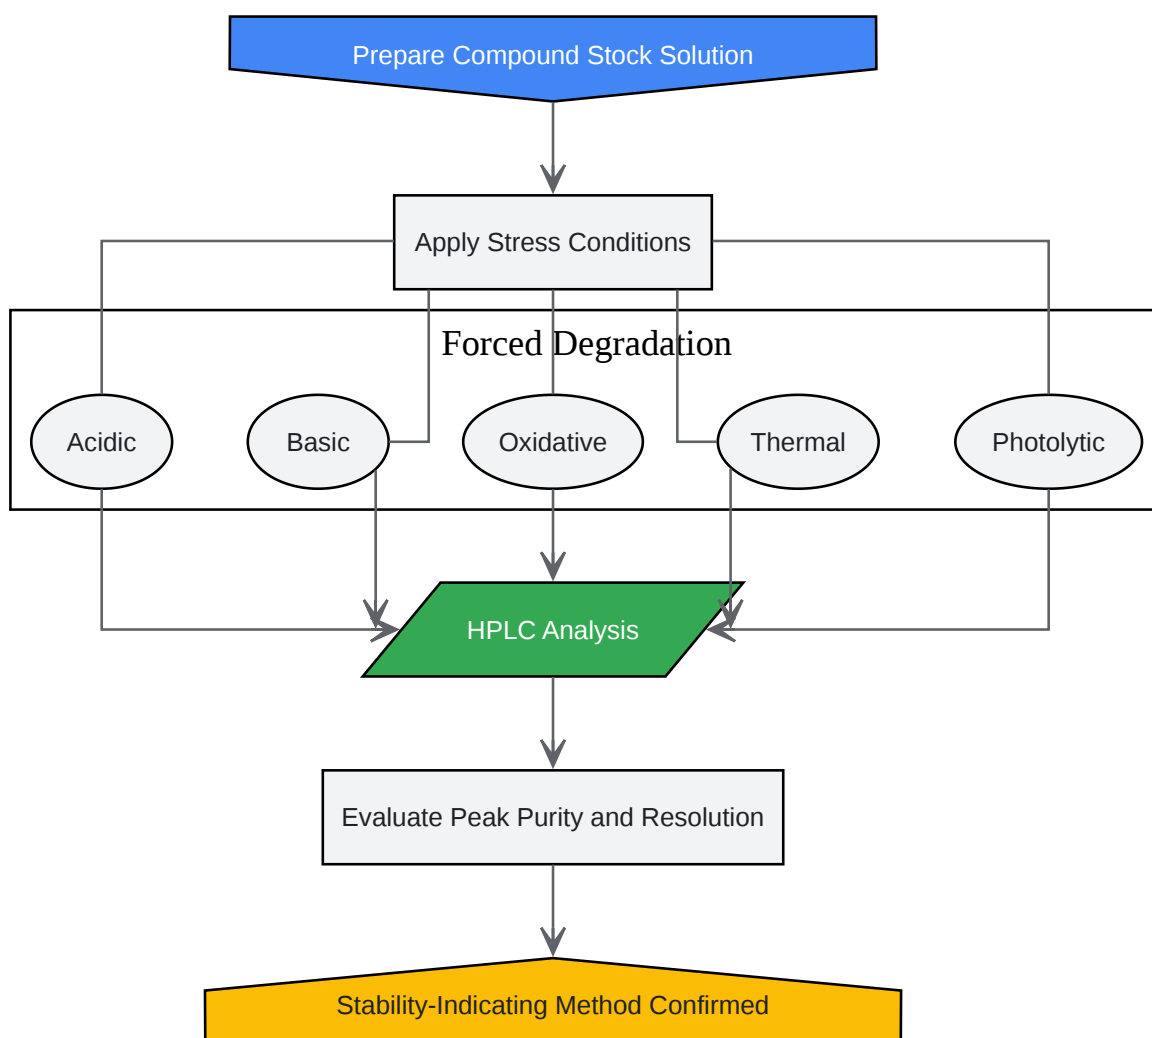 Prepare Compound Stock Solution
Apply Stress Conditions
Forced Degradation
Acidic
Basic
Oxidative
Thermal
Photolytic
HPLC Analysis
Evaluate Peak Purity and Resolution
Stability-Indicating Method Confirmed